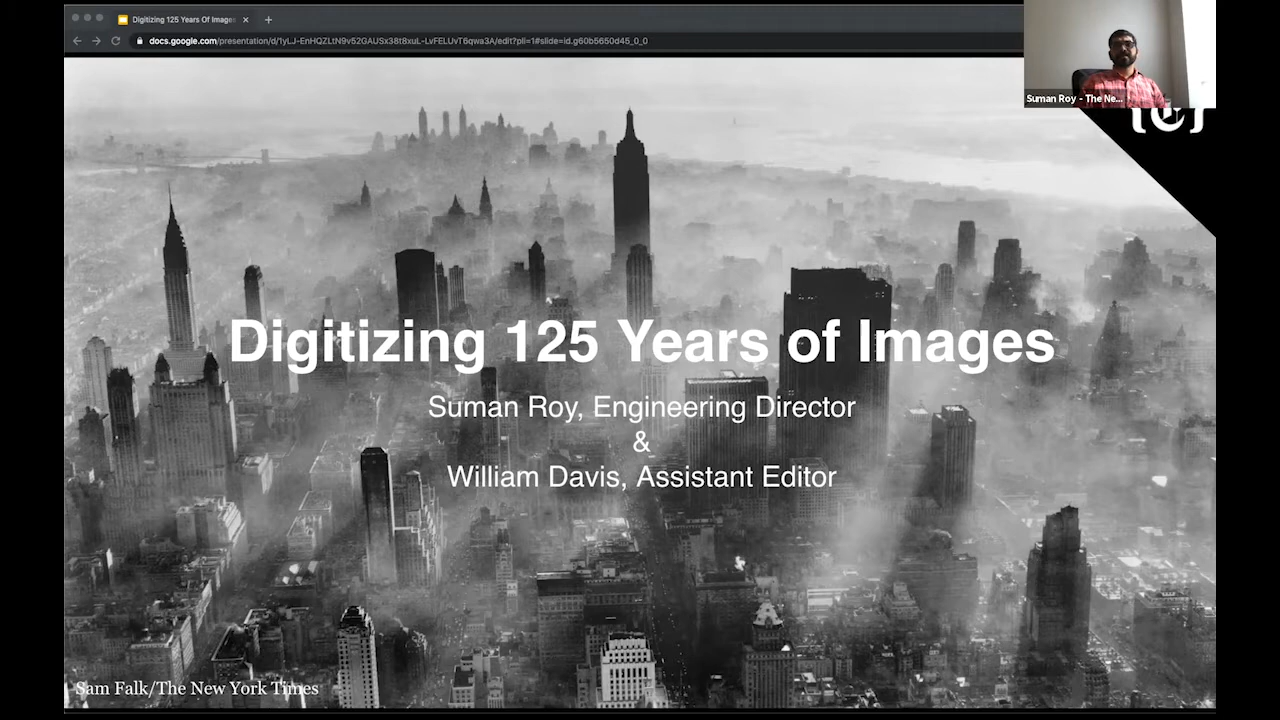 Digitizing 125 Years Of Images
docs.google.com/presentation/d/1yLJ-EnHQZLtN9v52GAUSx38t8xuL-LvFELUvT6qwa3A/edit?pli=1#slide=id.g60b5650d45_0_0
Suman Roy - The Ne...
Digitizing 125 Years of Images
Suman Roy, Engineering Director
&
William Davis, Assistant Editor
Sam Falk/The New York Times